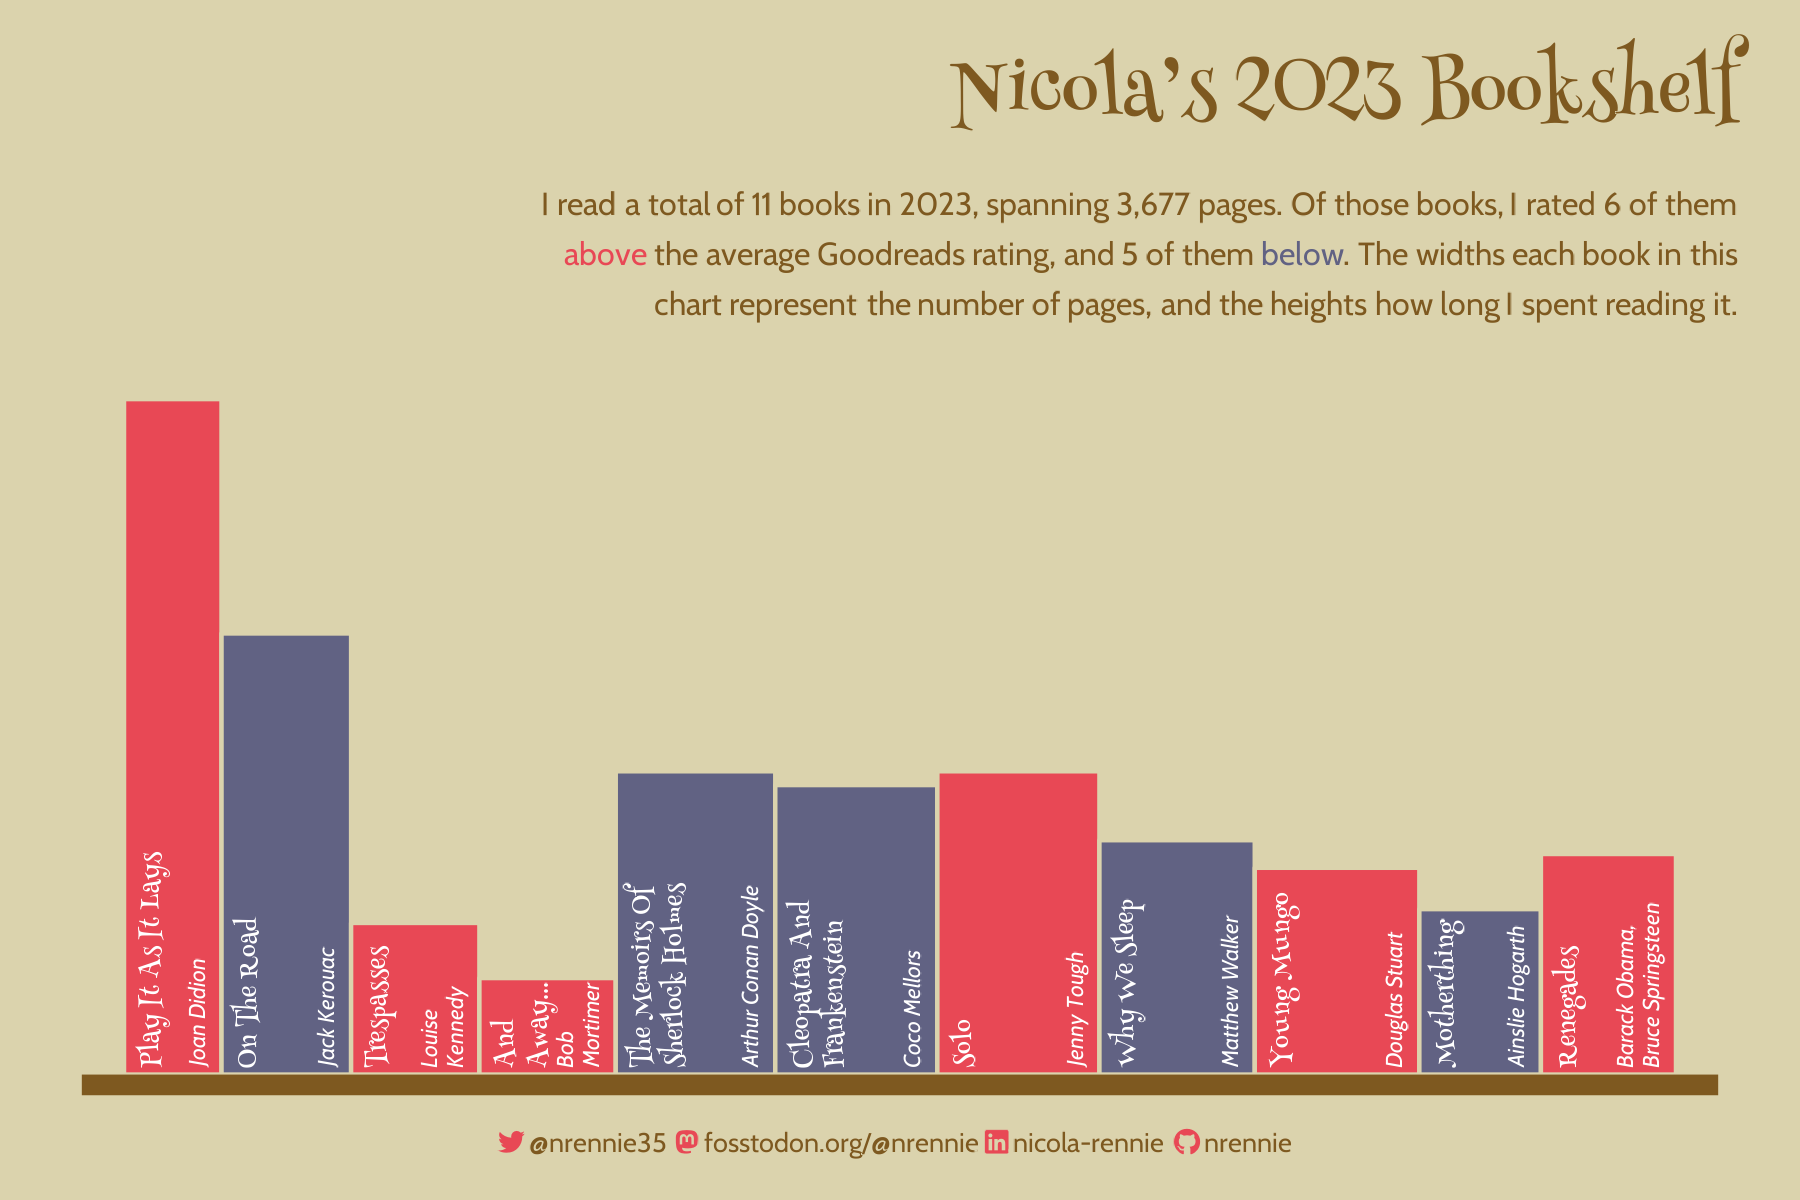 Nicola's 2023 Bookshelf
I read a total of 11 books in 2023, spanning 3,677 pages. Of those books, I rated 6 of them
above the average Goodreads rating, and 5 of them below. The widths each book in this
chart represent the number of pages, and the heights how long I spent reading it.
Play It As It Lays
Joan Didion
On The Road
Jack Kerouac
Trespasses
Louise
Kennedy
And
Away...
Bob
Mortimer
The Memoirs Of
Sherlock Holmes
Arthur Conan Doyle
Cleopatra And
Frankenstein
Coco Mellors
Solo
Jenny Tough
Why We Sleep
Matthew Walker
Young Mungo
Douglas Stuart
Motherthing
Ainslie Hogarth
Renegades
Barack Obama,
Bruce Springsteen
@nrennie35 fosstodon.org/@nrennie nicola-rennie nrennie